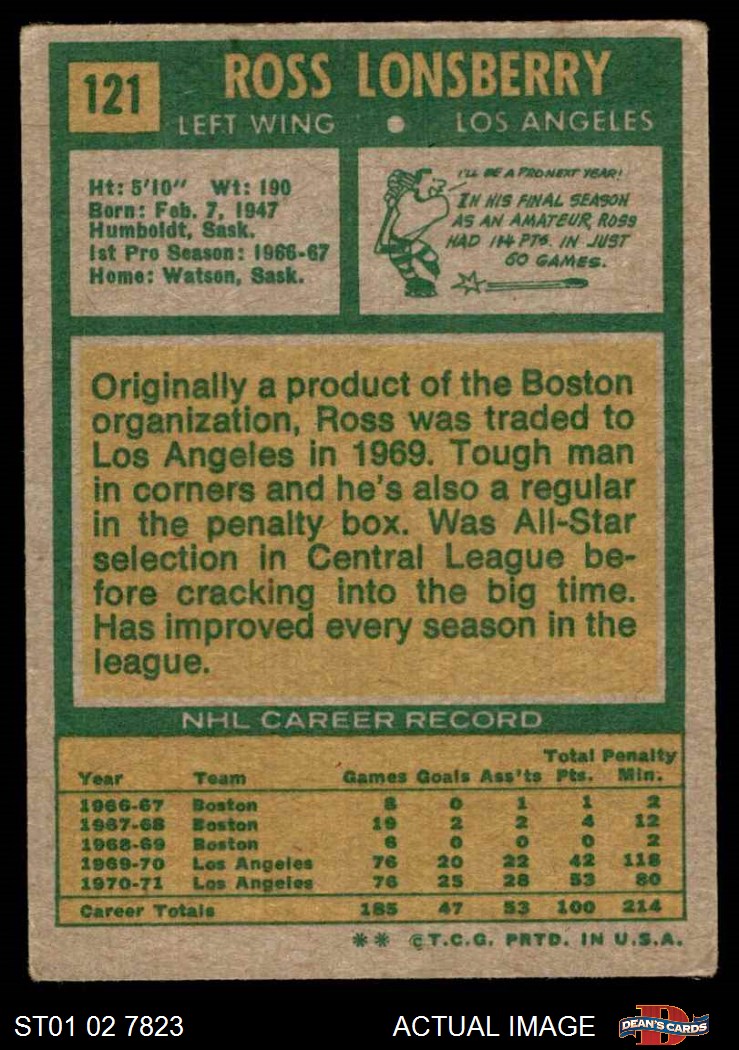 121
ROSS LONSBERRY
LEFT WING • LOS ANGELES
Ht: 5'10" Wt: 190
Born: Feb. 7, 1947
Humboldt, Sask.
1st Pro Season: 1966-67
Home: Watson, Sask.
I'LL BE A PRO NEXT YEAR!
IN HIS FINAL SEASON
AS AN AMATEUR, ROSS
HAD 114 PTS. IN JUST
60 GAMES.
Originally a product of the Boston
organization, Ross was traded to
Los Angeles in 1969. Tough man
in corners and he's also a regular
in the penalty box. Was All-Star
selection in Central League be-
fore cracking into the big time.
Has improved every season in the
league.
NHL CAREER RECORD
Total Penalty
Year Team Games Goals Ass'ts Pts. Min.
1966-67 Boston 8 0 1 1 2
1967-68 Boston 19 2 2 4 12
1968-69 Boston 6 0 0 0 2
1969-70 Los Angeles 76 20 22 42 118
1970-71 Los Angeles 76 25 28 53 80
Career Totals 185 47 53 100 214
** ©T.C.G. PRTD. IN U.S.A.
ST01 02 7823 ACTUAL IMAGE
D
DEAN'S CARDS